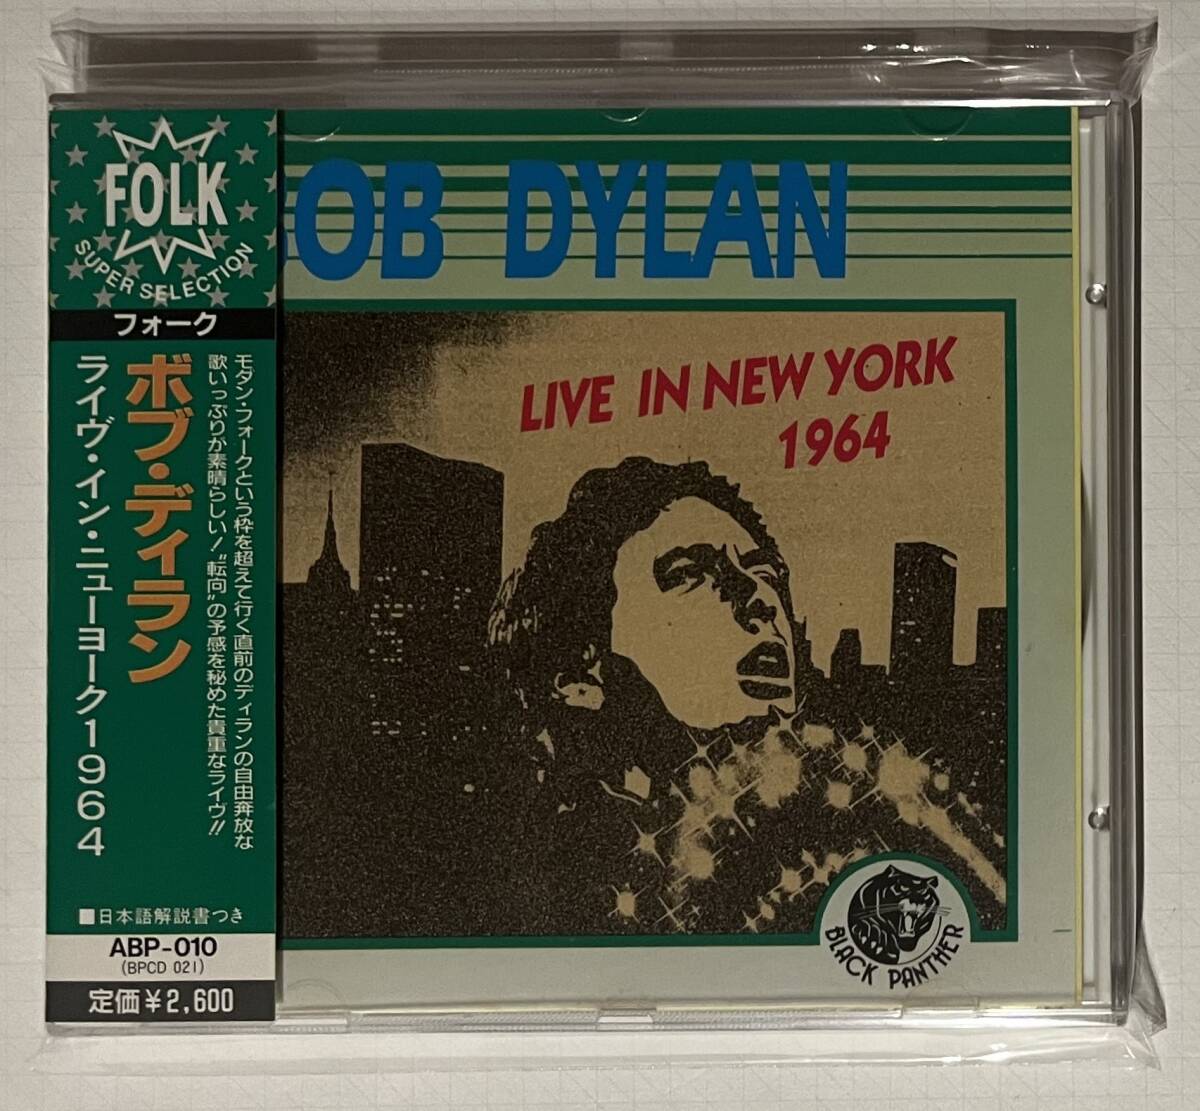 FOLK
SUPER SELECTION
フォーク
モダン・フォークという枠を超えて行く直前のディランの自由奔放な
歌いっぷりが素晴らしい！“転向”の予感を秘めた貴重なライヴ!!
ボブ・ディラン
ライヴ・イン・ニューヨーク1964
■日本語解説書つき
ABP-010
(BPCD 021)
定価¥2,600
BOB DYLAN
LIVE IN NEW YORK
1964
BLACK PANTHER